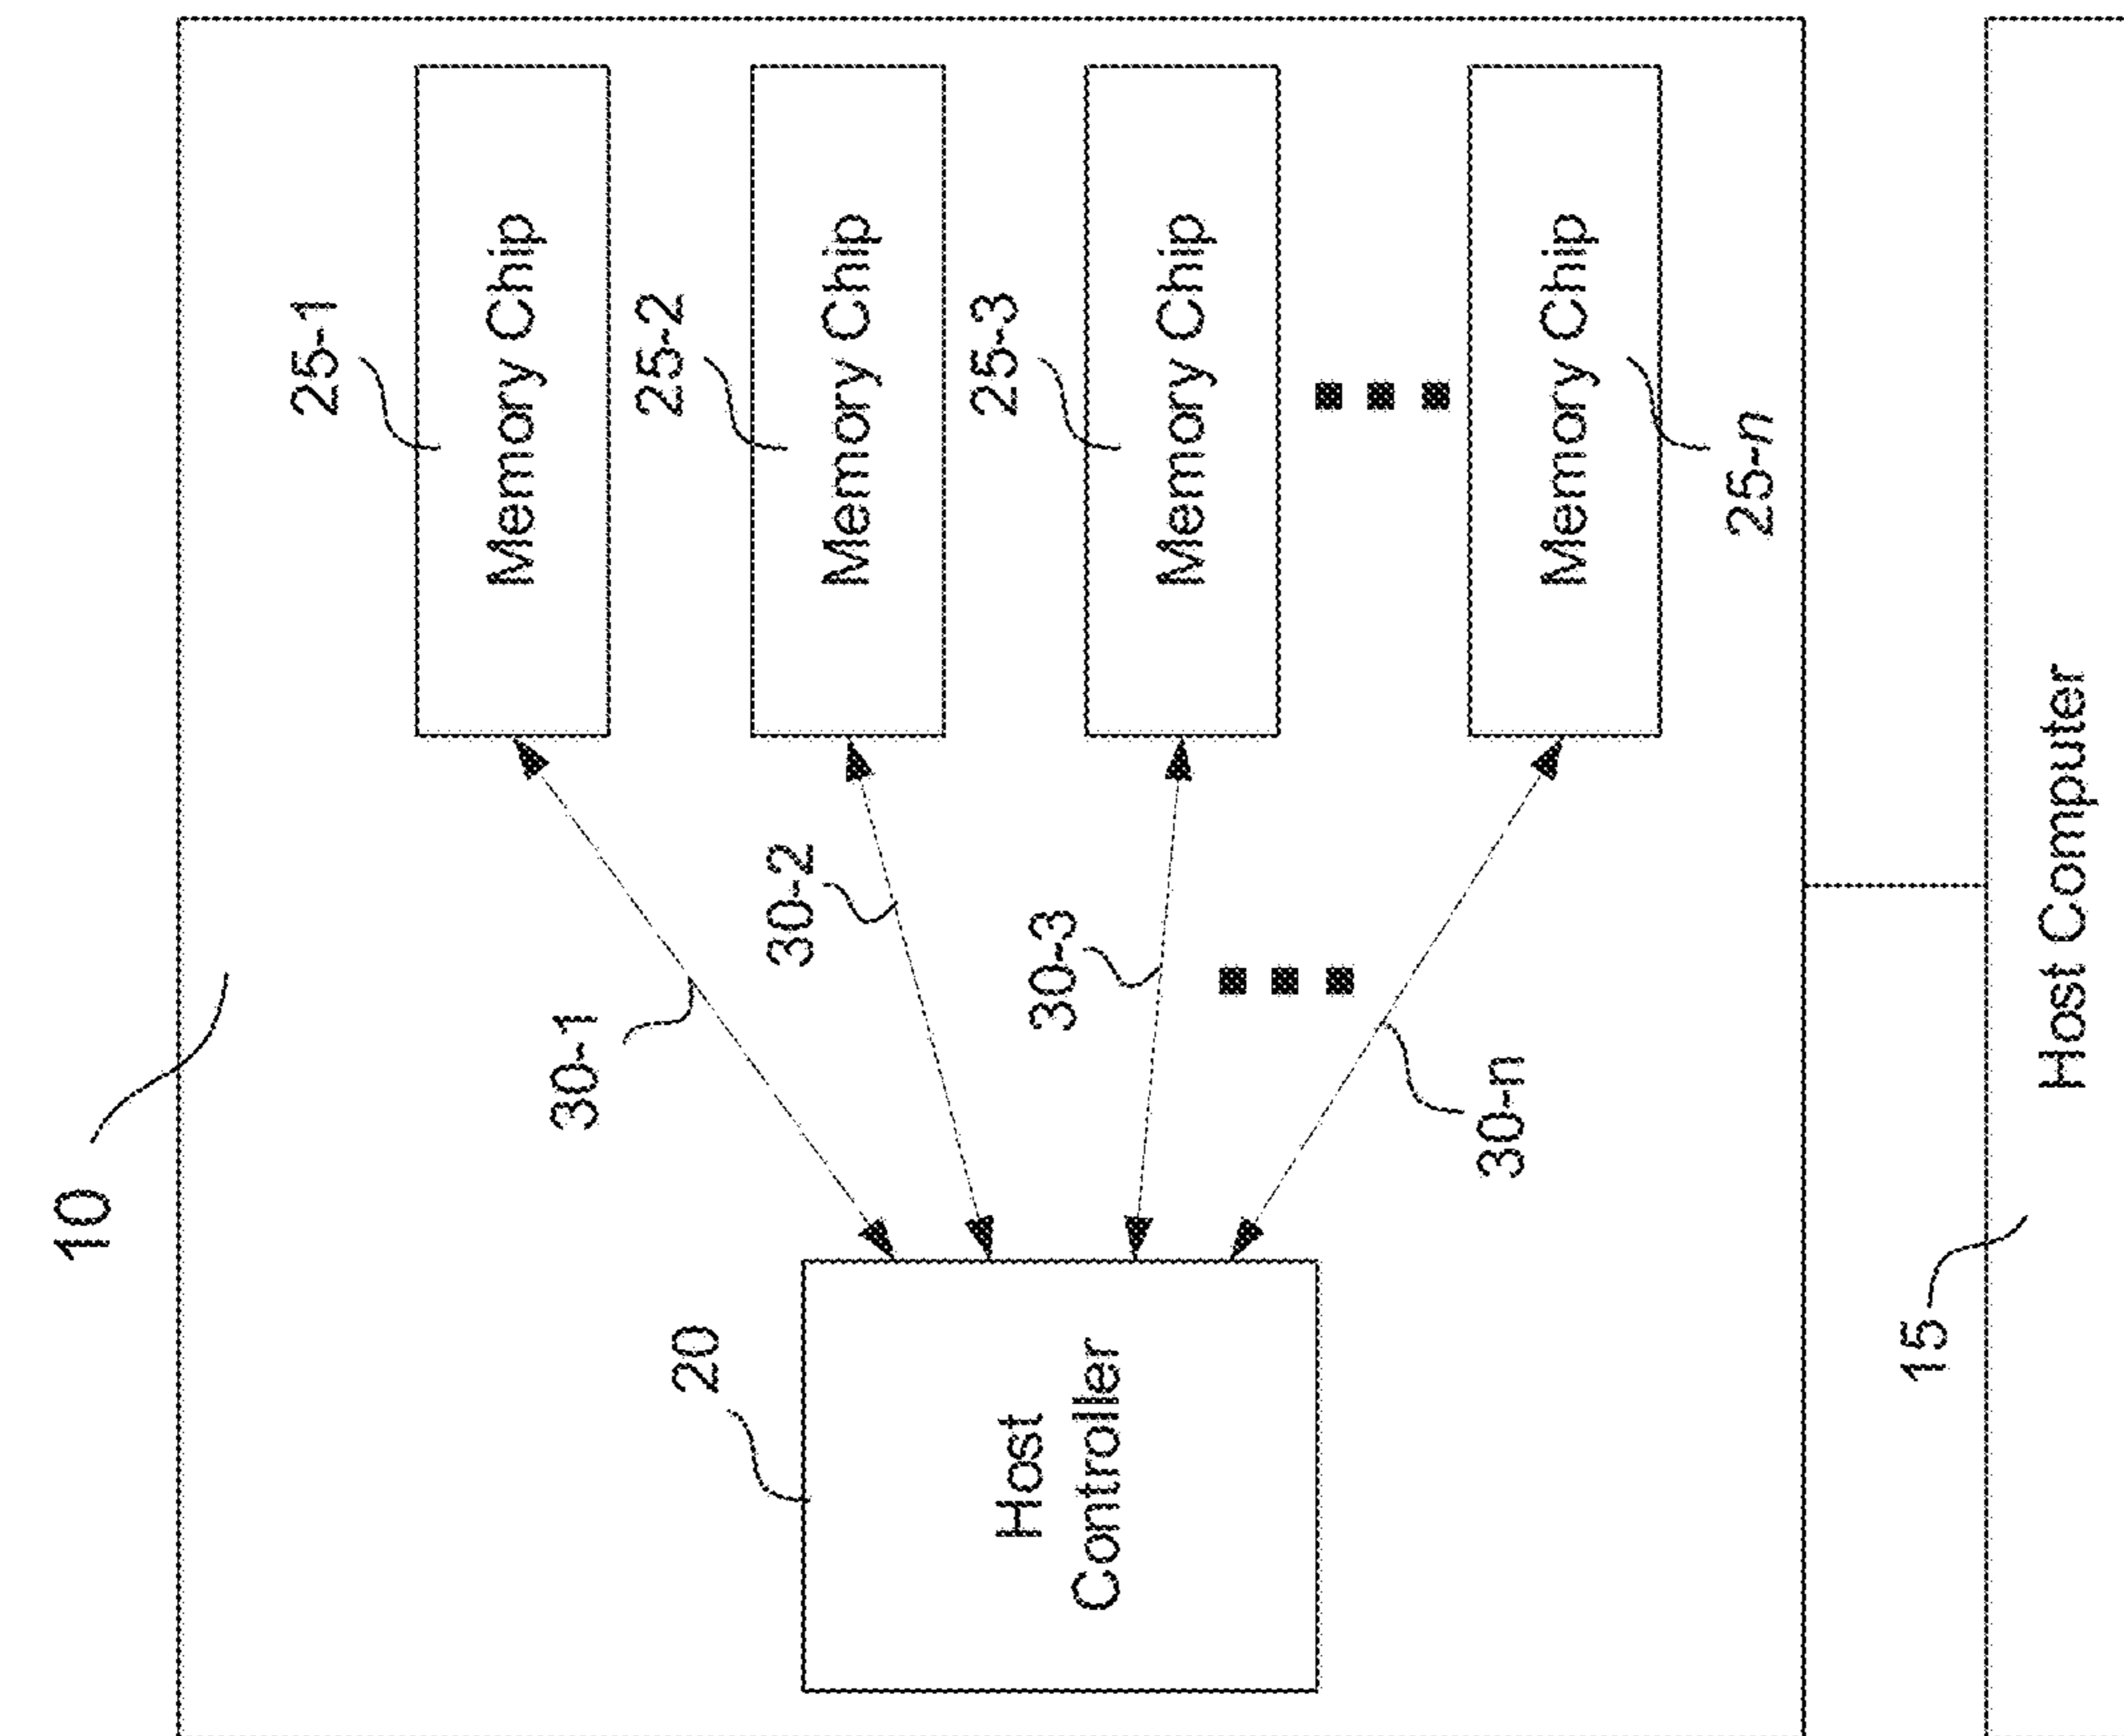 10
25-1
Memory Chip
25-2
Memory Chip
25-3
Memory Chip
25-n
Memory Chip
30-1
30-2
30-3
30-n
20
Host
Controller
15
Host Computer